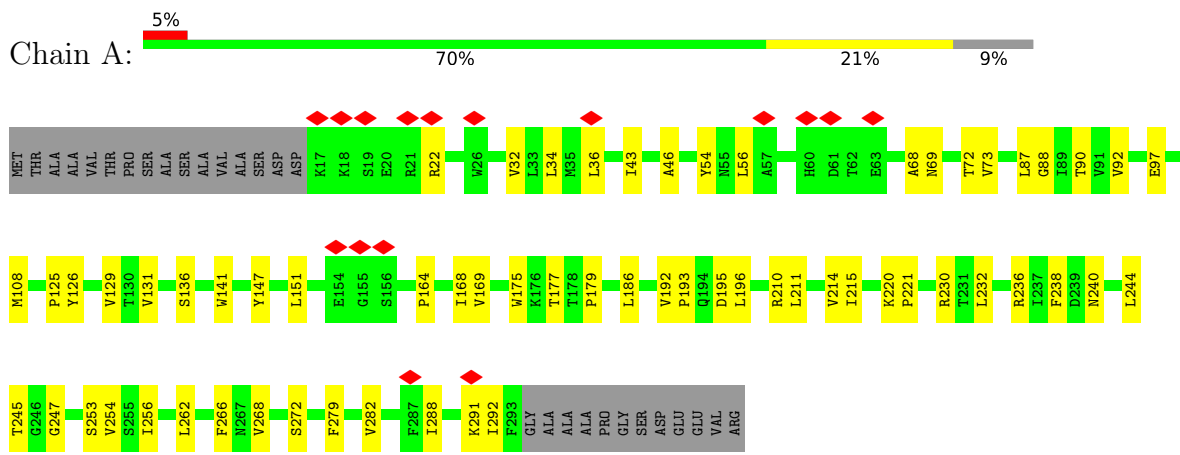 5%
Chain A:
70% 21% 9%
MET THR ALA ALA VAL THR PRO SER ALA SER ALA VAL ALA SER ASP ASP K17 K18 S19 E20 R21 R22 W26 V32 L33 L34 M35 L36 I43 A46 Y54 N55 L56 A57 H60 D61 T62 E63 A68 N69 T72 V73 L87 G88 I89 T90 V91 V92 E97
M108 P125 Y126 V129 T130 V131 S136 W141 Y147 L151 E154 G155 S156 P164 I168 V169 W175 K176 T177 T178 P179 L186 V192 P193 Q194 D195 L196 R210 L211 V214 I215 K220 P221 R230 T231 L232 R236 I237 F238 D239 N240 L244
T245 G246 G247 S253 V254 S255 I256 L262 F266 N267 V268 S272 F279 V282 F287 I288 K291 I292 F293 GLY ALA ALA ALA PRO GLY SER ASP GLU GLU VAL ARG